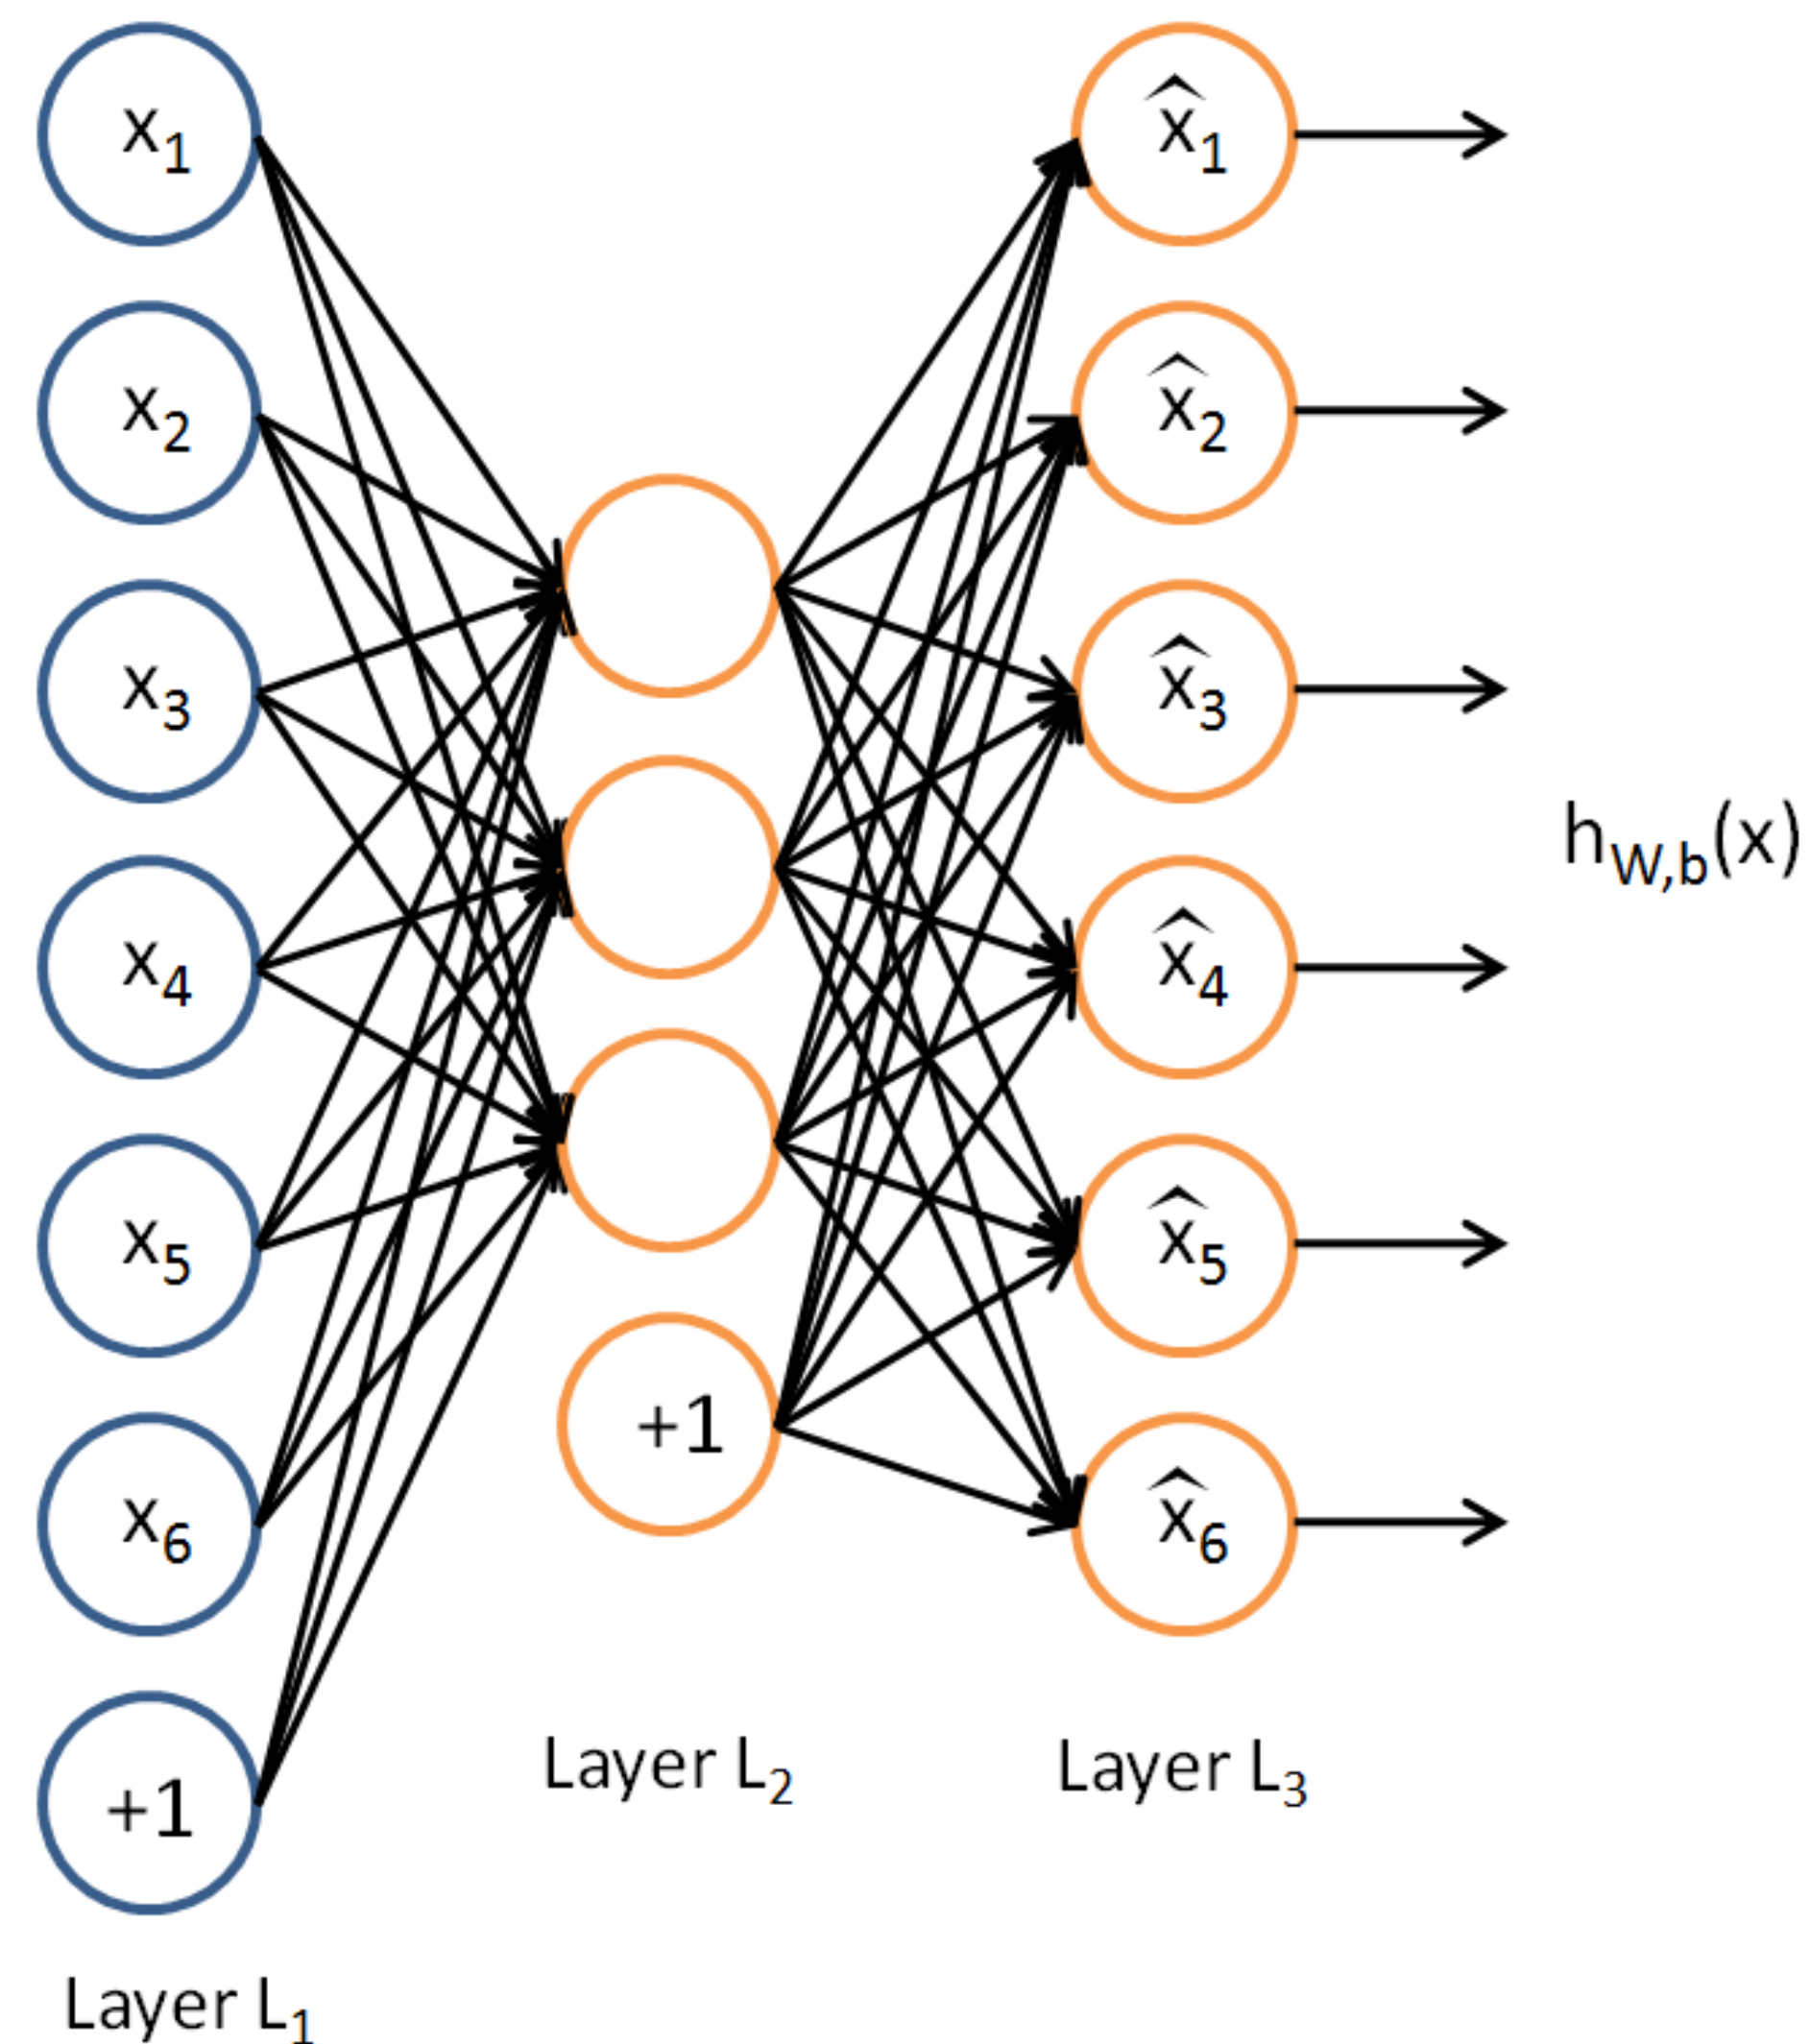 x₁
x₂
x₃
x₄
x₅
x₆
+1
Layer L₁
+1
Layer L₂
x̂₁
x̂₂
x̂₃
x̂₄
x̂₅
x̂₆
Layer L₃
h_W,b(x)